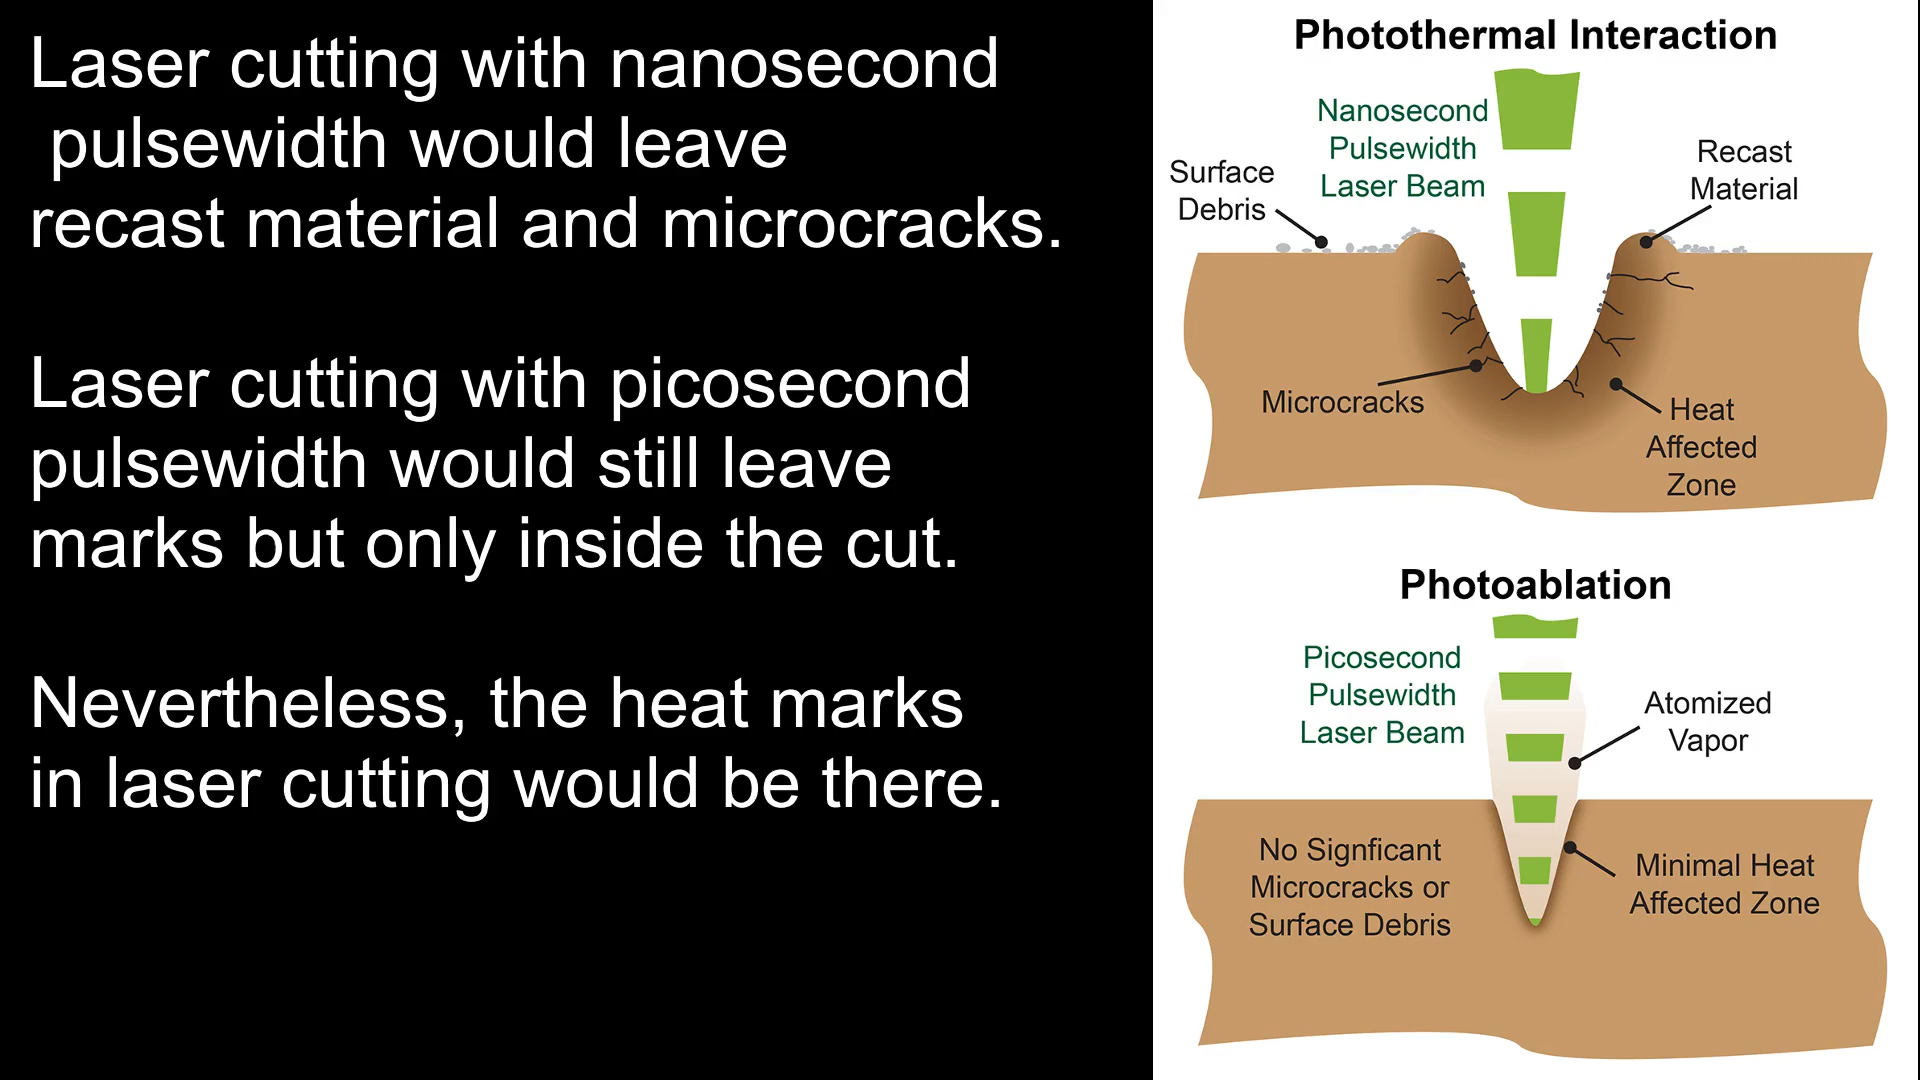 Laser cutting with nanosecond
pulsewidth would leave
recast material and microcracks.
Laser cutting with picosecond
pulsewidth would still leave
marks but only inside the cut.
Nevertheless, the heat marks
in laser cutting would be there.
Photothermal Interaction
Nanosecond
Pulsewidth
Laser Beam
Surface
Debris
Recast
Material
Microcracks
Heat
Affected
Zone
Photoablation
Picosecond
Pulsewidth
Laser Beam
Atomized
Vapor
No Signficant
Microcracks or
Surface Debris
Minimal Heat
Affected Zone